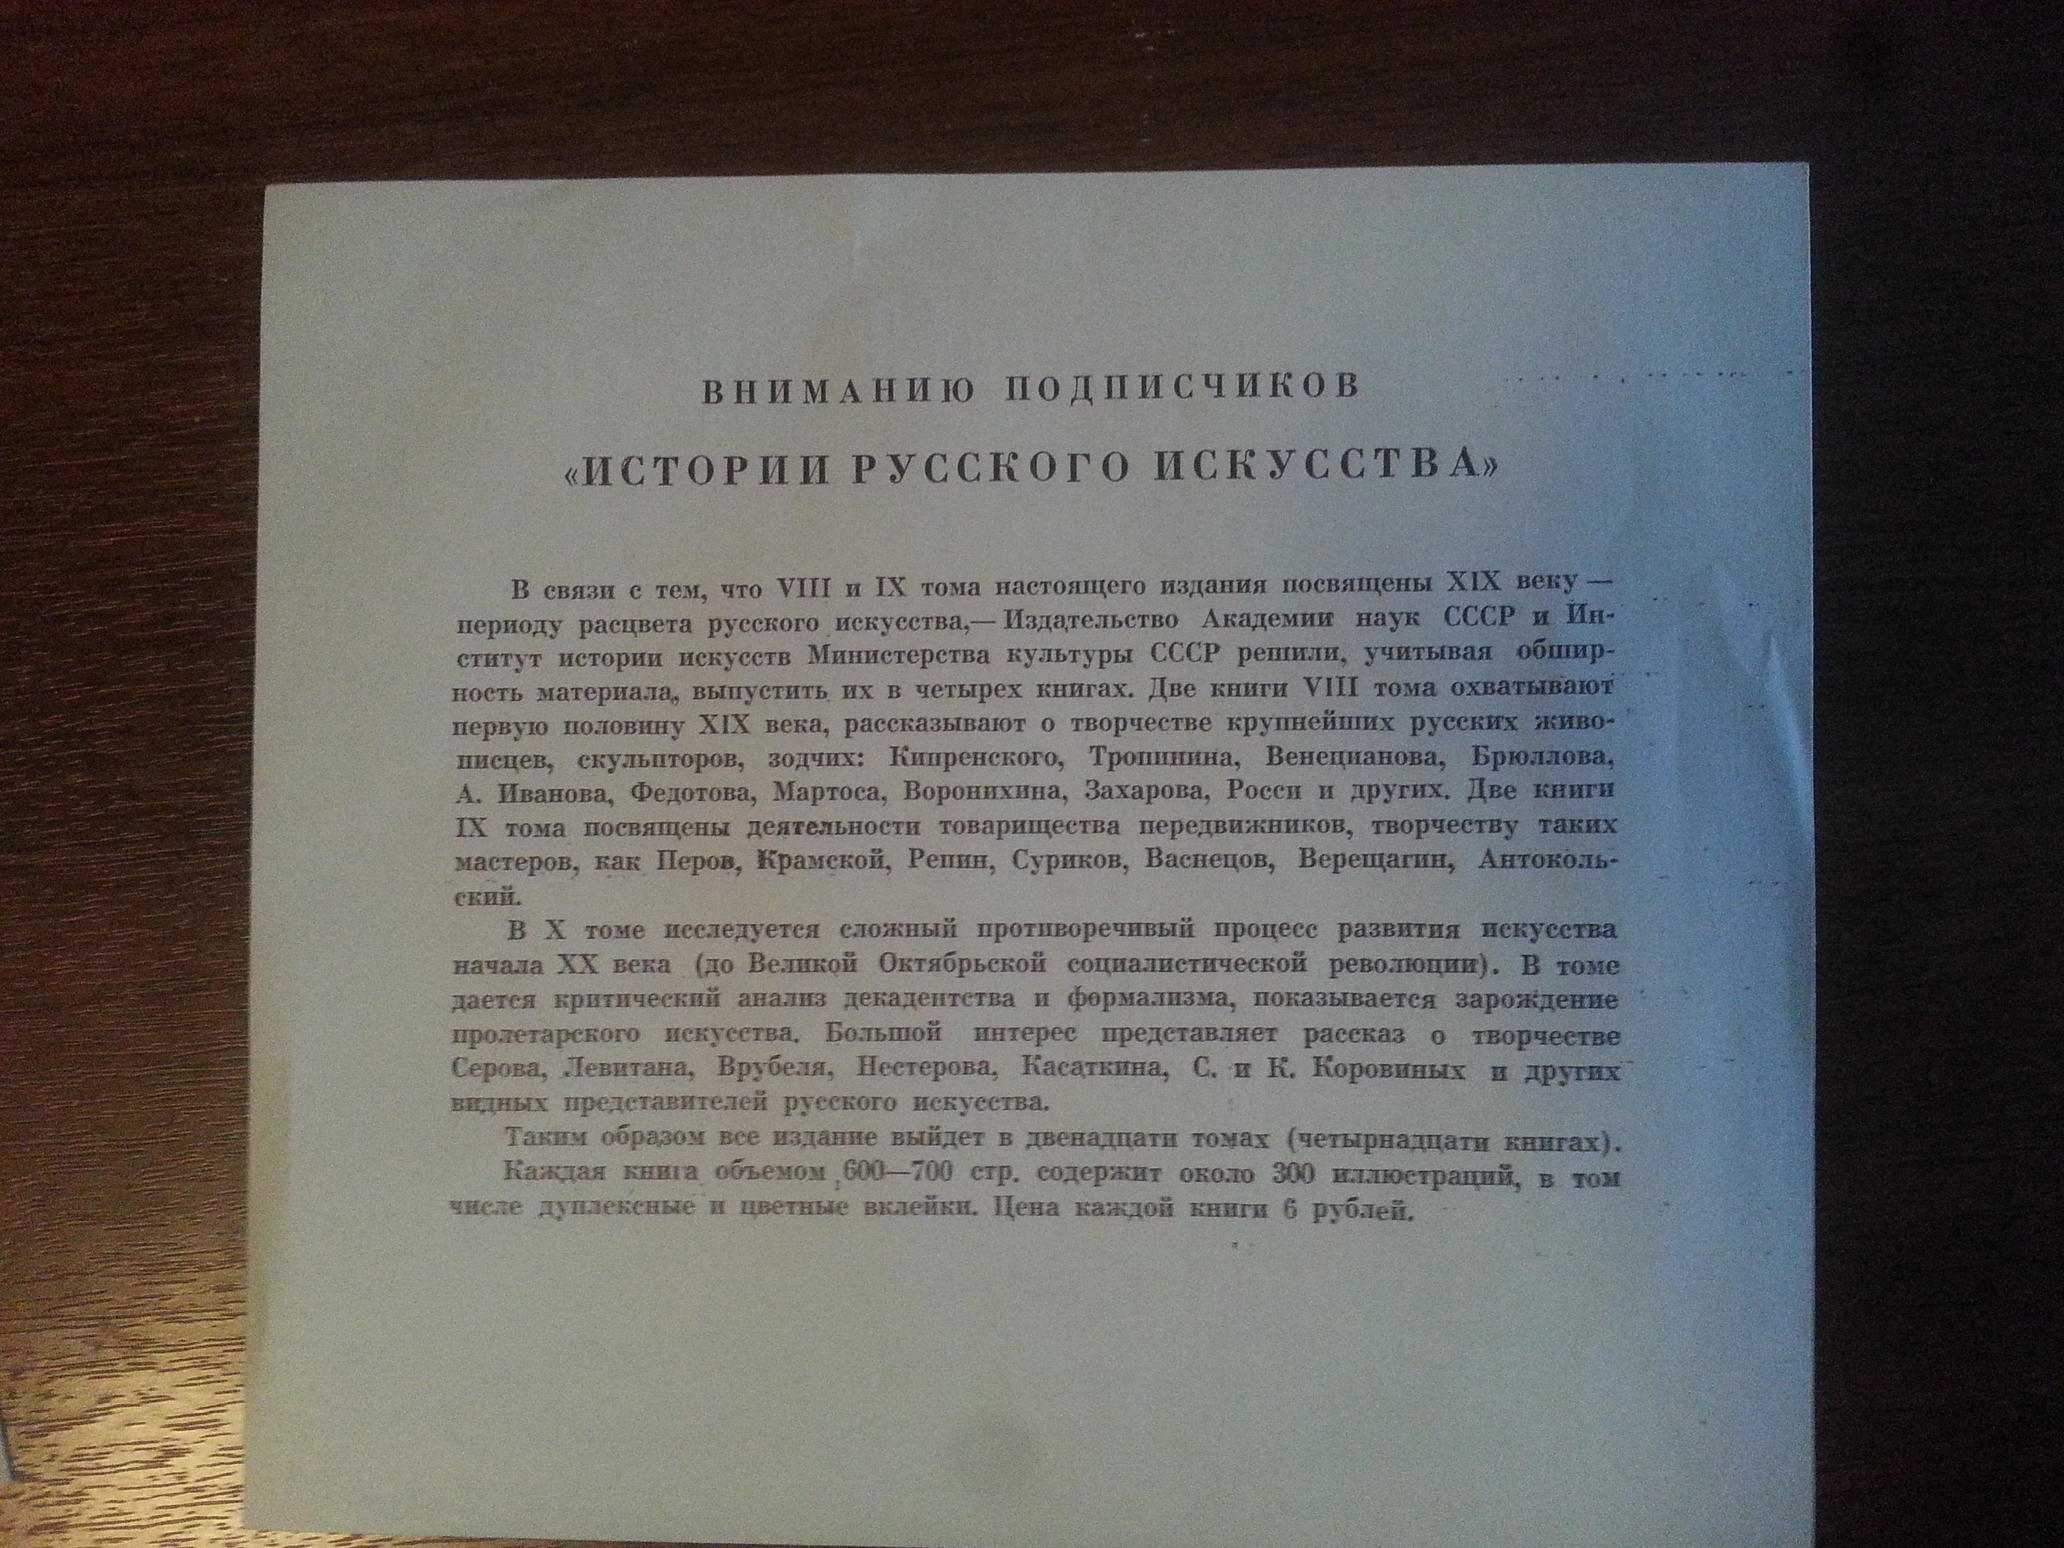 ВНИМАНИЮ ПОДПИСЧИКОВ
«ИСТОРИИ РУССКОГО ИСКУССТВА»
В связи с тем, что VIII и IX тома настоящего издания посвящены XIX веку —
периоду расцвета русского искусства,— Издательство Академии наук СССР и Ин-
ститут истории искусств Министерства культуры СССР решили, учитывая обшир-
ность материала, выпустить их в четырех книгах. Две книги VIII тома охватывают
первую половину XIX века, рассказывают о творчестве крупнейших русских живо-
писцев, скульпторов, зодчих: Кипренского, Тропинина, Венецианова, Брюллова,
А. Иванова, Федотова, Мартоса, Воронихина, Захарова, Росси и других. Две книги
IX тома посвящены деятельности товарищества передвижников, творчеству таких
мастеров, как Перов, Крамской, Репин, Суриков, Васнецов, Верещагин, Антоколь-
ский.
В X томе исследуется сложный противоречивый процесс развития искусства
начала XX века (до Великой Октябрьской социалистической революции). В томе
дается критический анализ декадентства и формализма, показывается зарождение
пролетарского искусства. Большой интерес представляет рассказ о творчестве
Серова, Левитана, Врубеля, Нестерова, Касаткина, С. и К. Коровиных и других
видных представителей русского искусства.
Таким образом все издание выйдет в двенадцати томах (четырнадцати книгах).
Каждая книга объемом 600—700 стр. содержит около 300 иллюстраций, в том
числе дуплексные и цветные вклейки. Цена каждой книги 6 рублей.